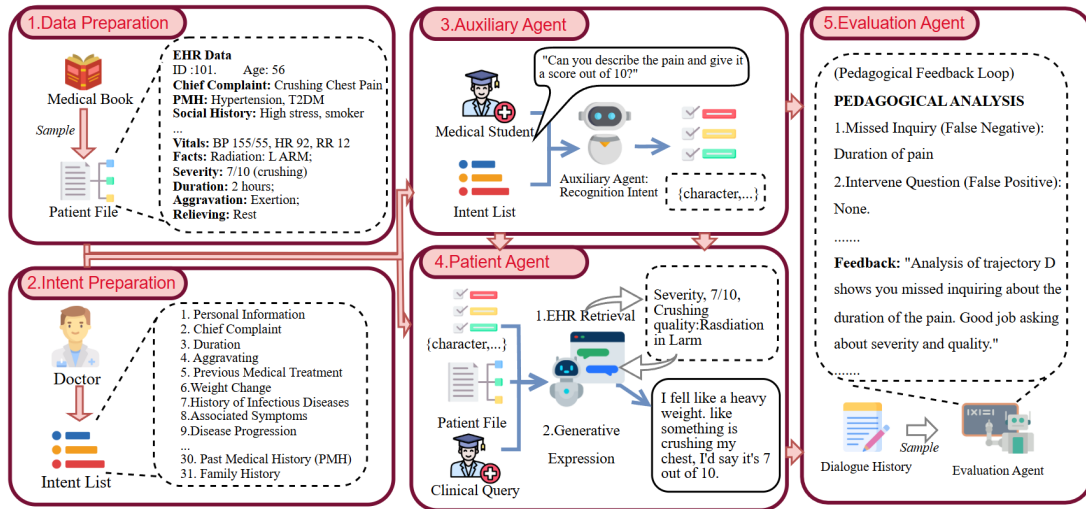 1.Data Preparation
Medical Book
Sample
Patient File
EHR Data
ID :101. Age: 56
Chief Complaint: Crushing Chest Pain
PMH: Hypertension, T2DM
Social History: High stress, smoker
...
Vitals: BP 155/55, HR 92, RR 12
Facts: Radiation: L ARM;
Severity: 7/10 (crushing)
Duration: 2 hours;
Aggravation: Exertion;
Relieving: Rest
2.Intent Preparation
Doctor
Intent List
1. Personal Information
2. Chief Complaint
3. Duration
4. Aggravating
5. Previous Medical Treatment
6.Weight Change
7.History of Infectious Diseases
8.Associated Symptoms
9.Disease Progression
...
30. Past Medical History (PMH)
31. Family History
3.Auxiliary Agent
"Can you describe the pain and give it
a score out of 10?"
Medical Student
Intent List
Auxiliary Agent:
Recognition Intent
{character,...}
4.Patient Agent
{character,...}
Patient File
Clinical Query
1.EHR Retrieval
2.Generative
Expression
Severity, 7/10,
Crushing
quality:Rasdiation
in Larm
I fell like a heavy
weight. like
something is
crushing my
chest, I'd say it's 7
out of 10.
5.Evaluation Agent
(Pedagogical Feedback Loop)
PEDAGOGICAL ANALYSIS
1.Missed Inquiry (False Negative):
Duration of pain
2.Intervene Question (False Positive):
None.
.......
Feedback: "Analysis of trajectory D
shows you missed inquiring about the
duration of the pain. Good job asking
about severity and quality."
.......
Dialogue History
Sample
Evaluation Agent